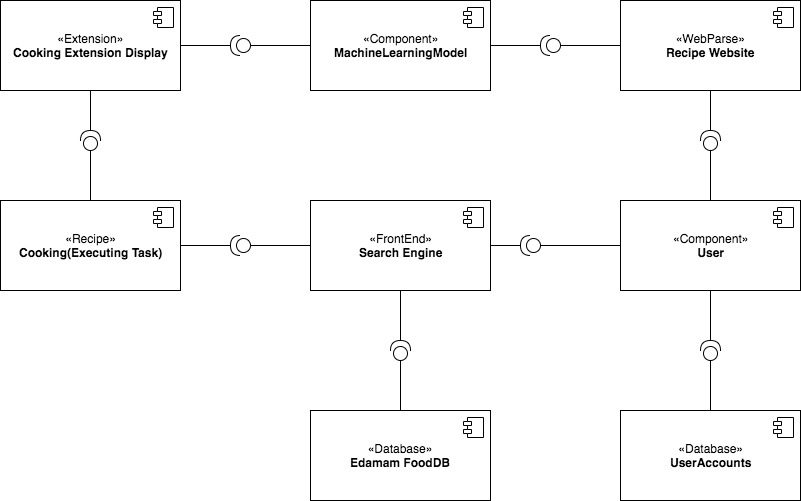 «Extension»
Cooking Extension Display
«Component»
MachineLearningModel
«WebParse»
Recipe Website
«Recipe»
Cooking(Executing Task)
«FrontEnd»
Search Engine
«Component»
User
«Database»
Edamam FoodDB
«Database»
UserAccounts